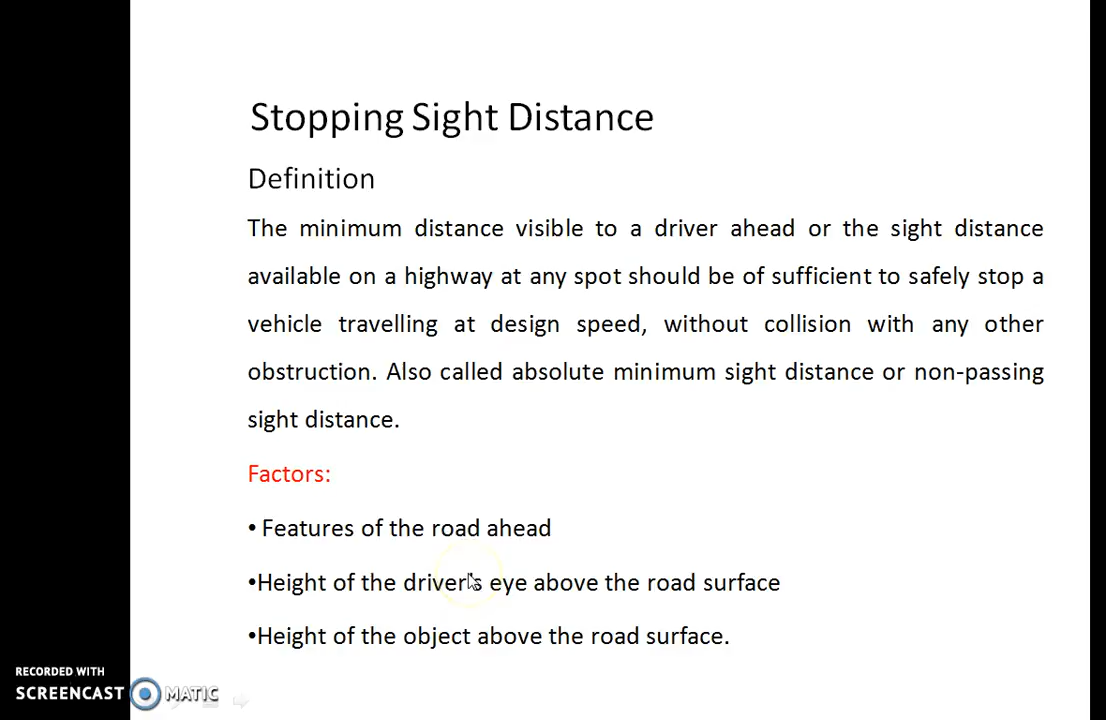 Stopping Sight Distance
Definition
The minimum distance visible to a driver ahead or the sight distance
available on a highway at any spot should be of sufficient to safely stop a
vehicle travelling at design speed, without collision with any other
obstruction. Also called absolute minimum sight distance or non-passing
sight distance.
Factors:
• Features of the road ahead
•Height of the driver's eye above the road surface
•Height of the object above the road surface.
RECORDED WITH
SCREENCAST MATIC